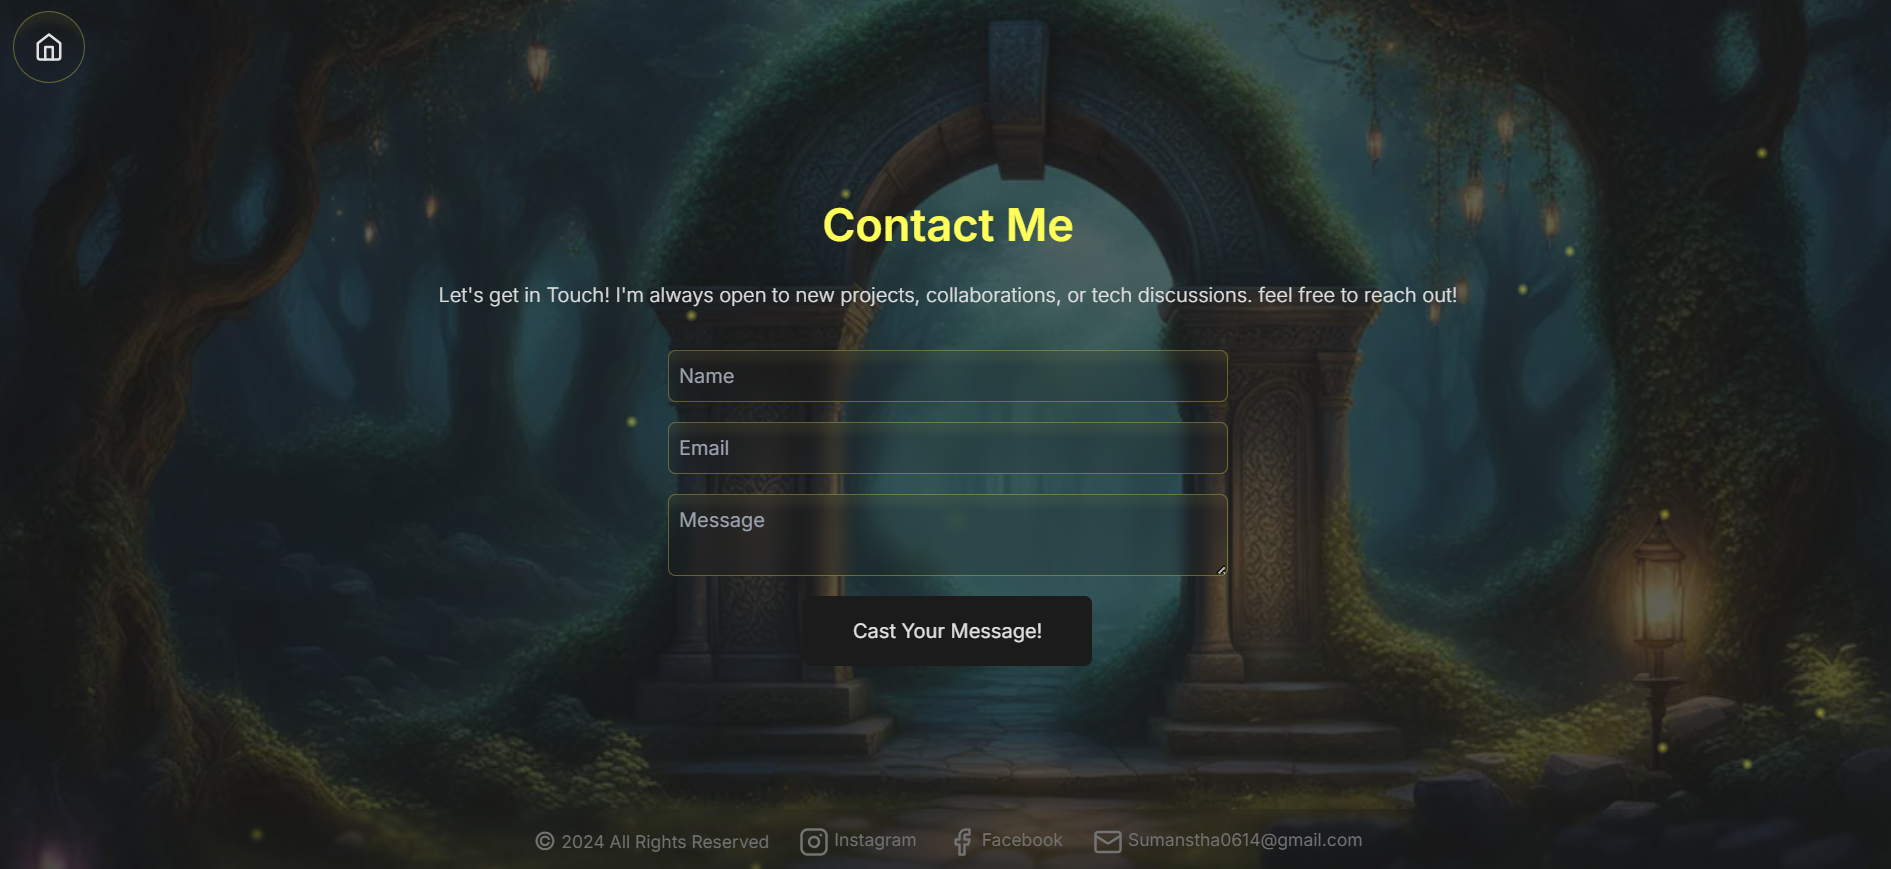 Contact Me
Let's get in Touch! I'm always open to new projects, collaborations, or tech discussions. feel free to reach out!
Name
Email
Message
Cast Your Message!
© 2024 All Rights Reserved Instagram Facebook Sumanstha0614@gmail.com